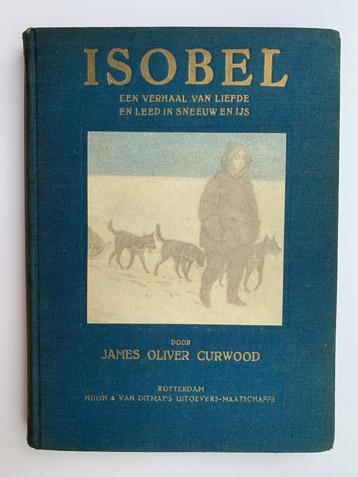 ISOBEL
EEN VERHAAL VAN LIEFDE
EN LEED IN SNEEUW EN IJS
DOOR
JAMES OLIVER CURWOOD
ROTTERDAM
NIJGH & VAN DITMAR'S UITGEVERS-MAATSCHAPPIJ